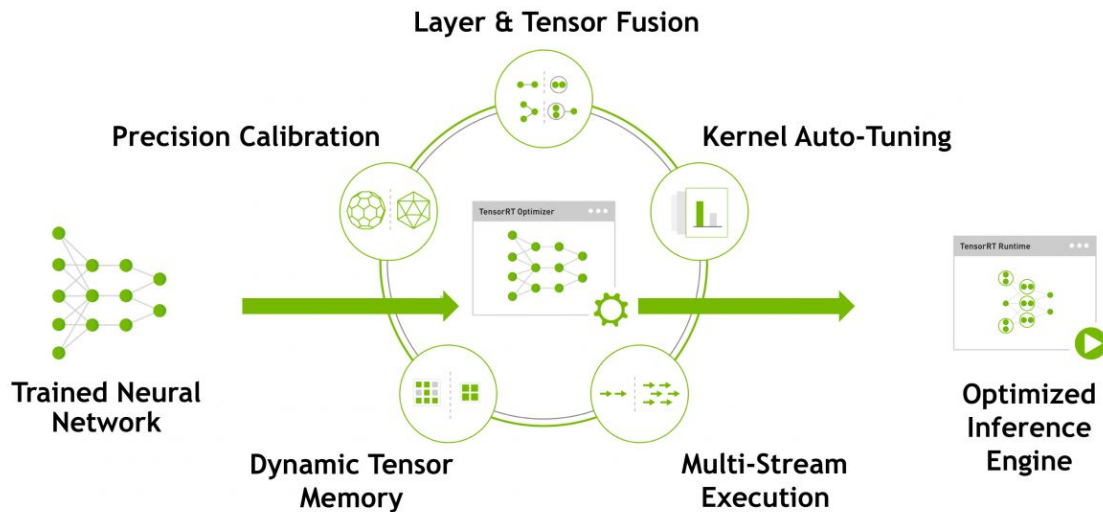 Layer & Tensor Fusion
Precision Calibration
Kernel Auto-Tuning
TensorRT Optimizer
TensorRT Runtime
Trained Neural
Network
Optimized
Inference
Engine
Dynamic Tensor
Memory
Multi-Stream
Execution